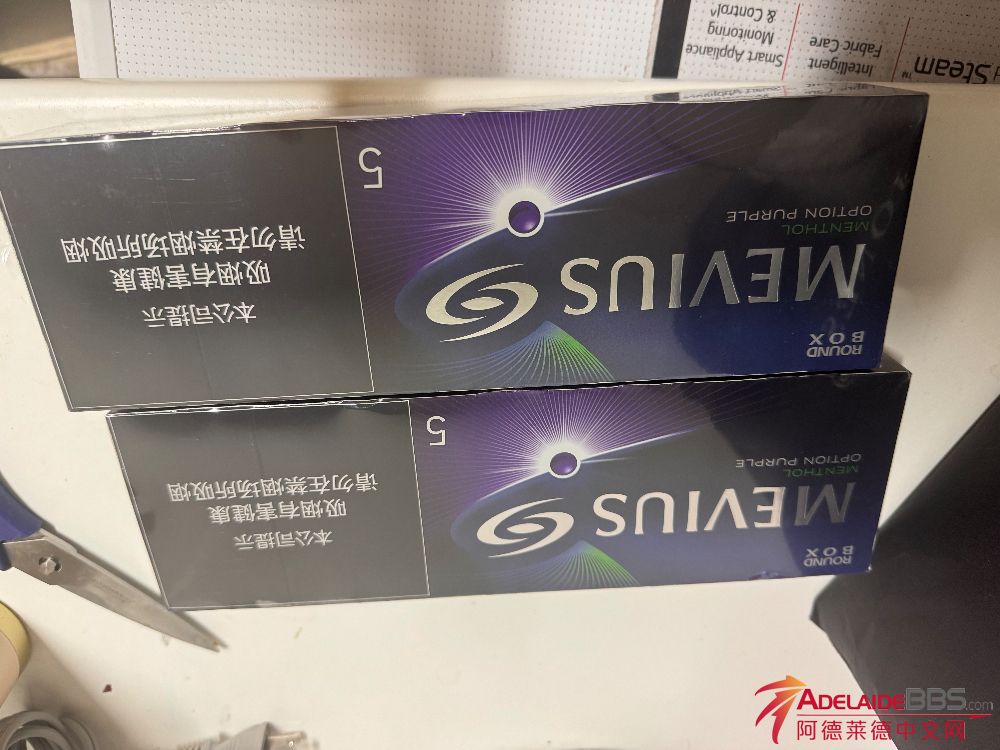 Steam™
Intelligent
Fabric Care
Smart Appliance
Monitoring
& Control^
ROUND
BOX
MEVIUS
MENTHOL
OPTION PURPLE
5
本公司提示
吸烟有害健康
请勿在禁烟场所吸烟
ROUND
BOX
MEVIUS
MENTHOL
OPTION PURPLE
5
本公司提示
吸烟有害健康
请勿在禁烟场所吸烟
ADELAIDEBBS.com
阿德莱德中文网